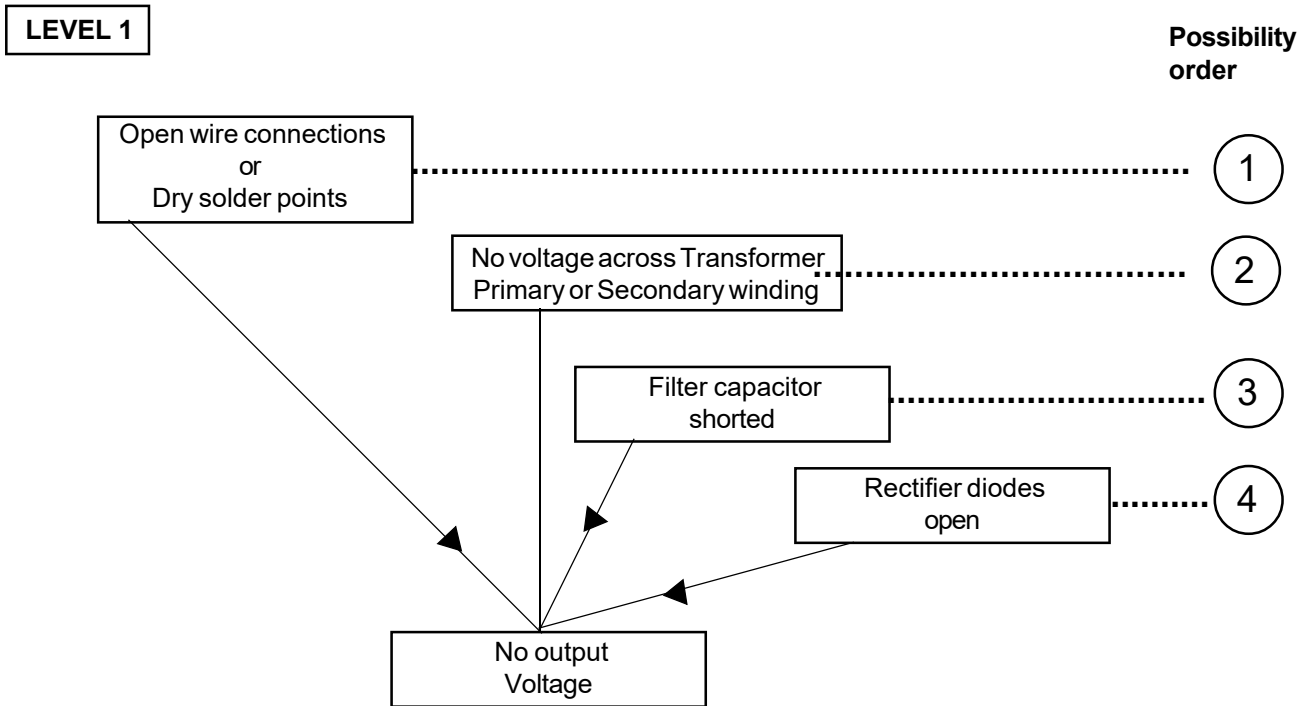 LEVEL 1
Possibility
order
Open wire connections
or
Dry solder points
1
No voltage across Transformer
Primary or Secondary winding
2
Filter capacitor
shorted
3
Rectifier diodes
open
4
No output
Voltage